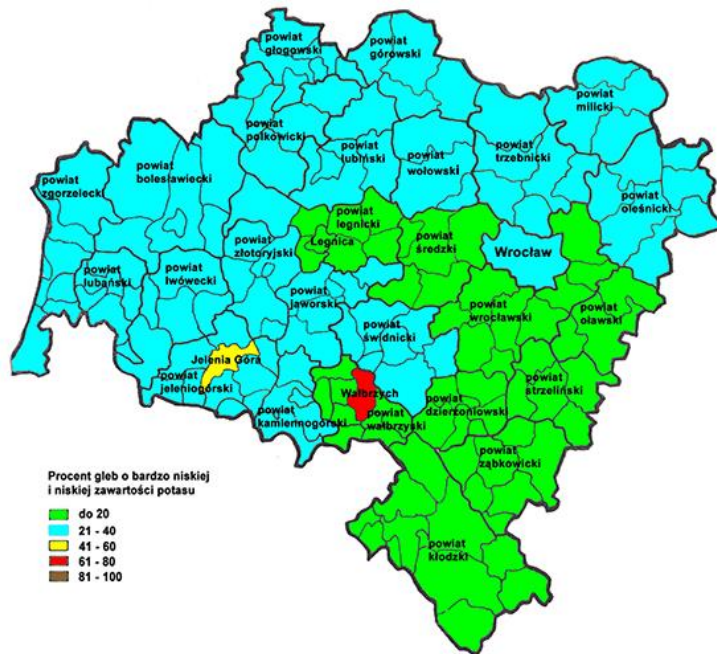 powiat
głogowski
powiat
górowski
powiat
milicki
powiat
polkowicki
powiat
lubiński
powiat
wołowski
powiat
trzebnicki
powiat
zgorzelecki
powiat
bolesławiecki
powiat
oleśnicki
powiat
legnicki
Legnica
powiat
średzki
Wrocław
powiat
złotoryjski
powiat
lubański
powiat
lwówecki
powiat
jaworski
powiat
wrocławski
powiat
oławski
powiat
świdnicki
Jelenia Góra
powiat
jeleniogórski
Wałbrzych
powiat
strzeliński
powiat
kamiennogórski
powiat
wałbrzyski
powiat
dzierżoniowski
powiat
ząbkowicki
powiat
kłodzki
Procent gleb o bardzo niskiej
i niskiej zawartości potasu
do 20
21 - 40
41 - 60
61 - 80
81 - 100